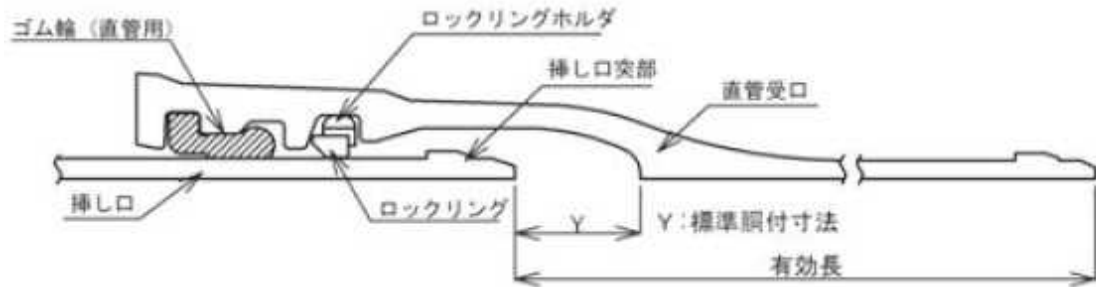 ロックリングホルダ
ゴム輪（直管用）
挿し口突部
直管受口
挿し口
ロックリング
Y
Y：標準胴付寸法
有効長